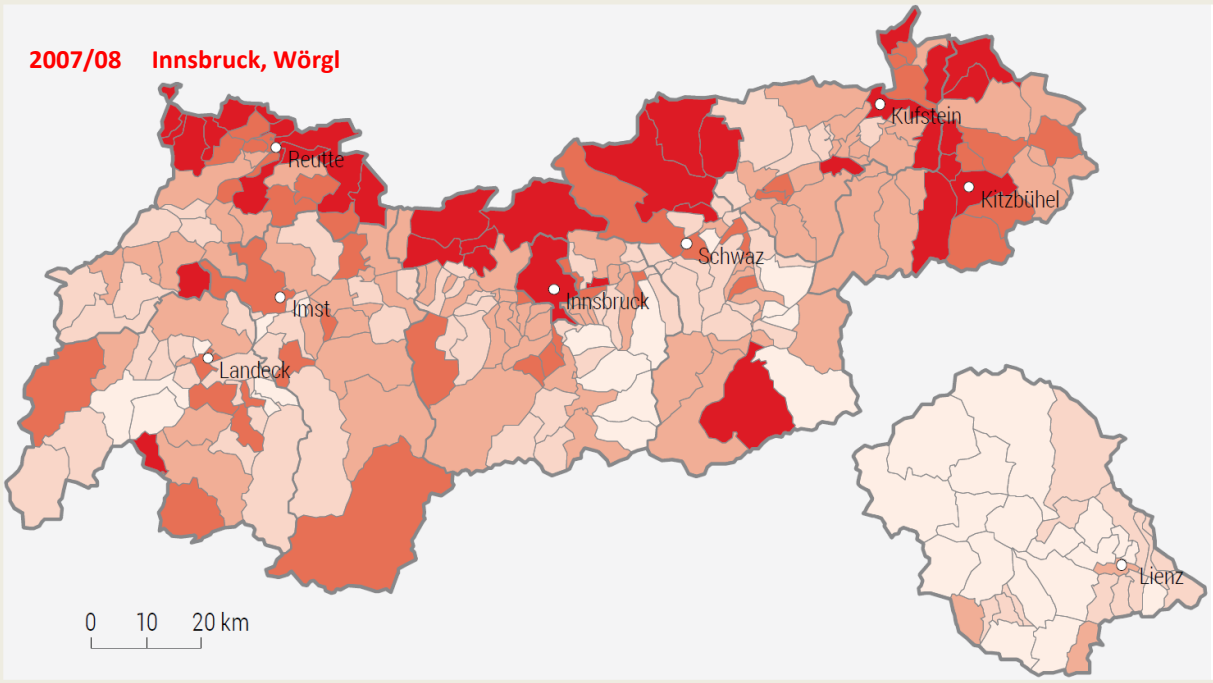 2007/08 Innsbruck, Wörgl
Kufstein
Reutte
Kitzbühel
Schwaz
Innsbruck
Imst
Landeck
Lienz
0 10 20 km